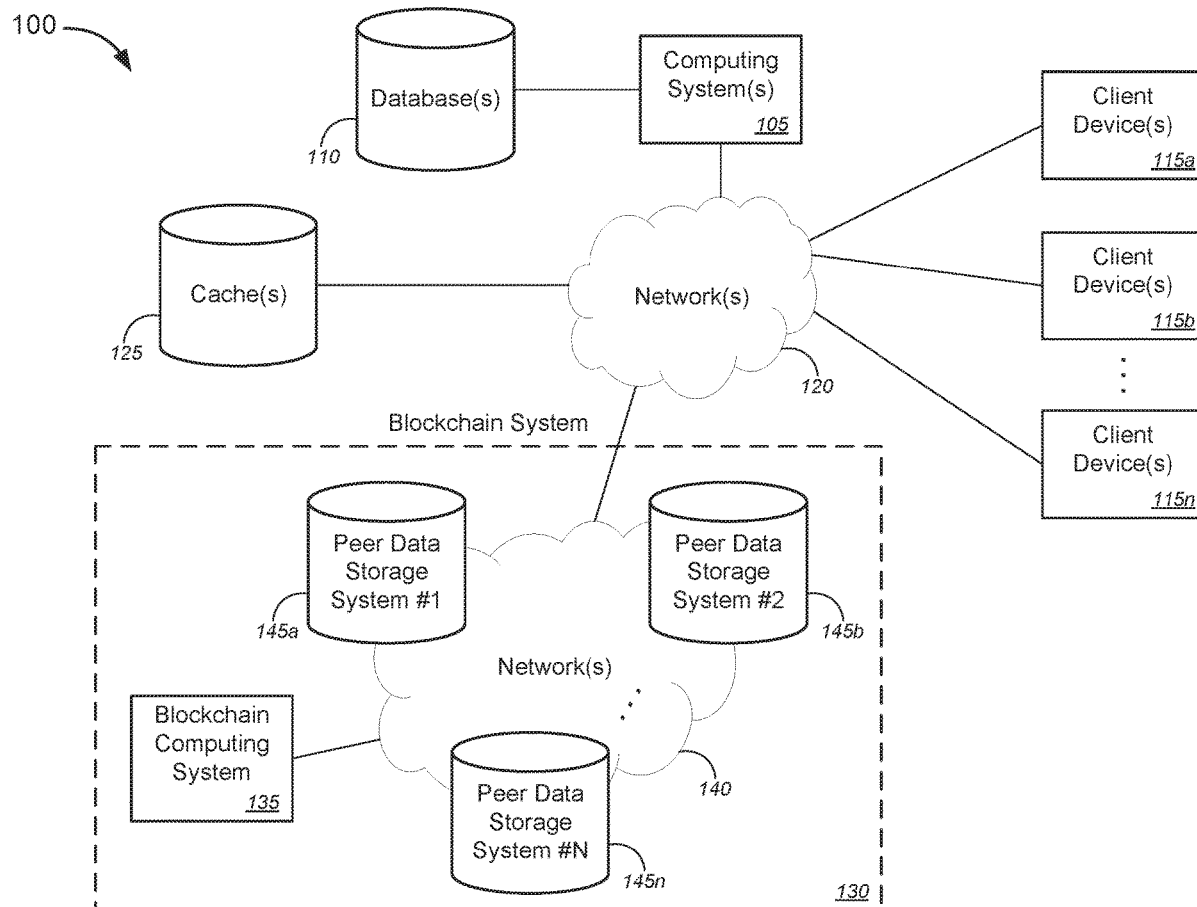 100
Database(s)
110
Computing
System(s)
105
Client
Device(s)
115a
Cache(s)
125
Network(s)
120
Client
Device(s)
115b
Client
Device(s)
115n
Blockchain System
Peer Data
Storage
System #1
145a
Peer Data
Storage
System #2
145b
Network(s)
140
Blockchain
Computing
System
135
Peer Data
Storage
System #N
145n
130